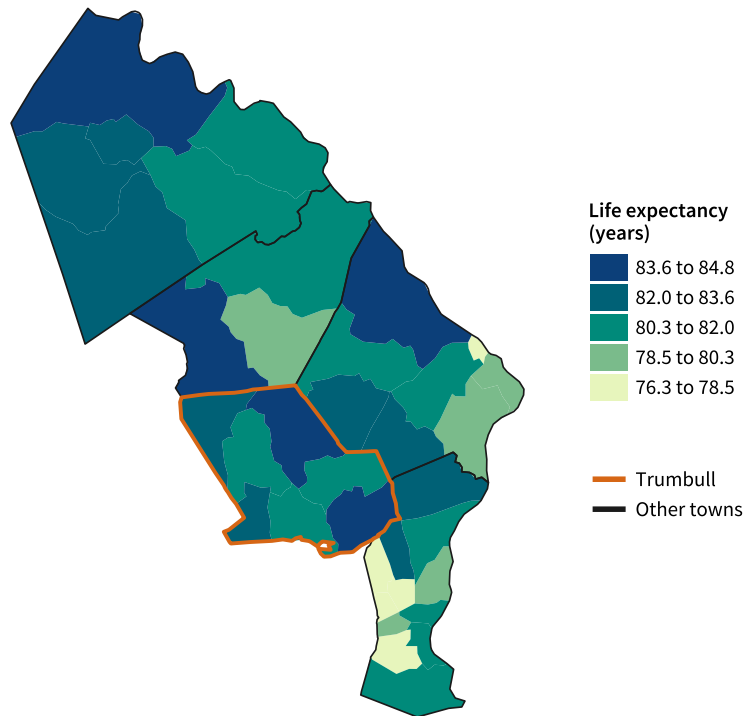 Life expectancy
(years)
83.6 to 84.8
82.0 to 83.6
80.3 to 82.0
78.5 to 80.3
76.3 to 78.5
Trumbull
Other towns